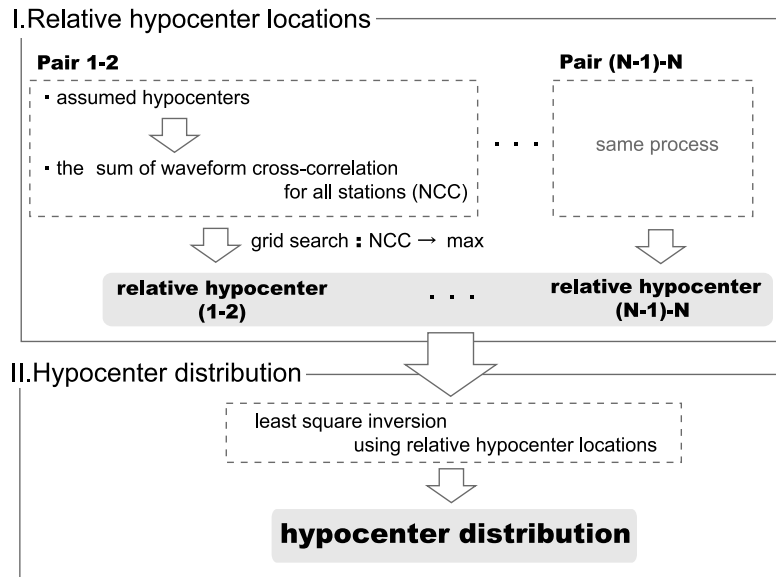 I.Relative hypocenter locations
Pair 1-2
Pair (N-1)-N
・assumed hypocenters
・the sum of waveform cross-correlation
for all stations (NCC)
・ ・ ・
same process
grid search : NCC → max
relative hypocenter
(1-2)
・ ・ ・
relative hypocenter
(N-1)-N
II.Hypocenter distribution
least square inversion
using relative hypocenter locations
hypocenter distribution